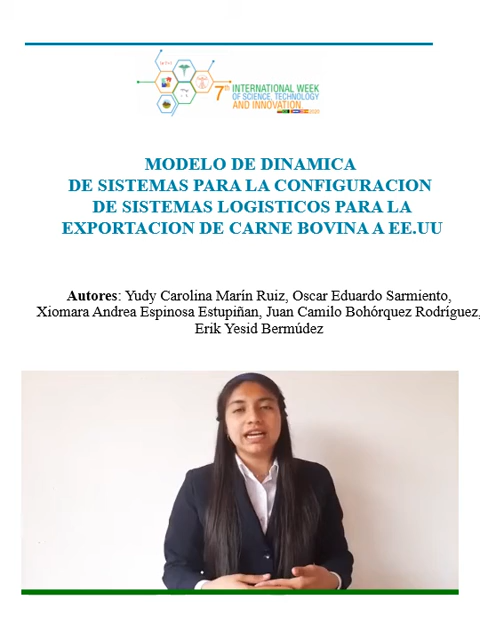 7th INTERNATIONAL WEEK
OF SCIENCE, TECHNOLOGY
AND INNOVATION
MODELO DE DINAMICA
DE SISTEMAS PARA LA CONFIGURACION
DE SISTEMAS LOGISTICOS PARA LA
EXPORTACION DE CARNE BOVINA A EE.UU
Autores: Yudy Carolina Marín Ruiz, Oscar Eduardo Sarmiento,
Xiomara Andrea Espinosa Estupiñan, Juan Camilo Bohórquez Rodríguez,
Erik Yesid Bermúdez